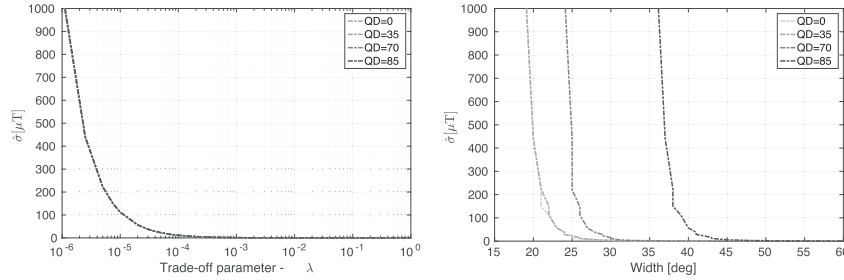 1000
900
800
700
600
500
400
300
200
100
0
σ̂ [μT]
10⁻⁶ 10⁻⁵ 10⁻⁴ 10⁻³ 10⁻² 10⁻¹ 10⁰
Trade-off parameter - λ
QD=0
QD=35
QD=70
QD=85
1000
900
800
700
600
500
400
300
200
100
0
σ̂ [μT]
15 20 25 30 35 40 45 50 55 60
Width [deg]
QD=0
QD=35
QD=70
QD=85